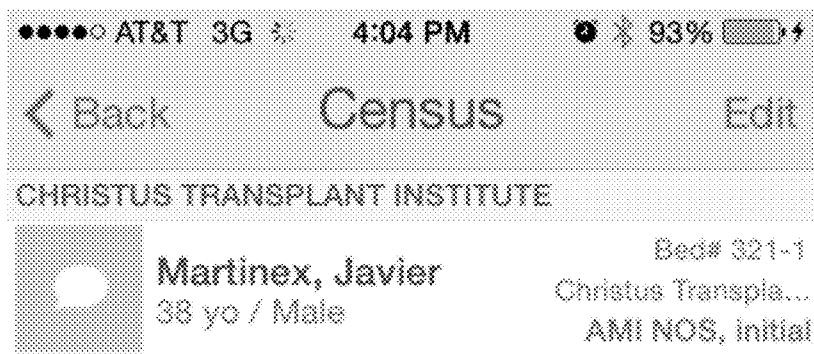 AT&T 3G 4:04 PM 93%
Back Census Edit
CHRISTUS TRANSPLANT INSTITUTE
Martinex, Javier
38 yo / Male
Bed# 321-1
Christus Transpla...
AMI NOS, initial